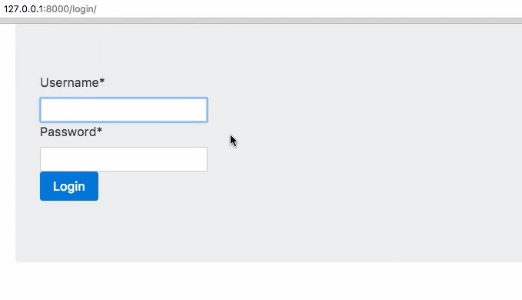 127.0.0.1:8000/login/
Username*
Password*
Login